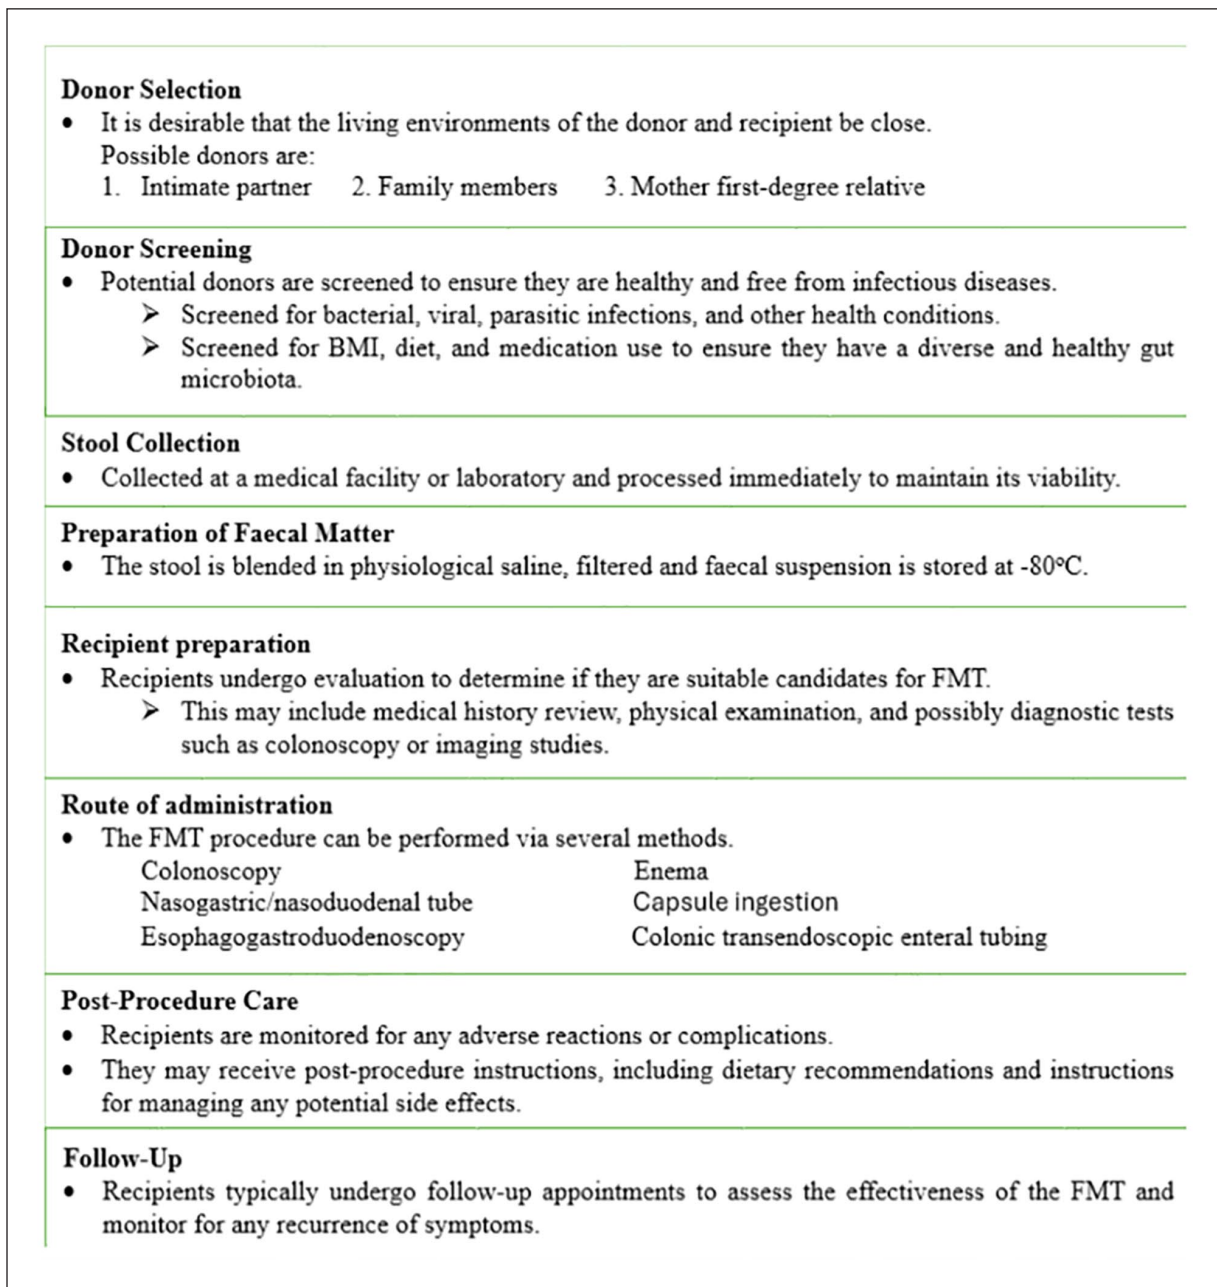 Donor Selection
• It is desirable that the living environments of the donor and recipient be close.
Possible donors are:
1. Intimate partner 2. Family members 3. Mother first-degree relative
Donor Screening
• Potential donors are screened to ensure they are healthy and free from infectious diseases.
➢ Screened for bacterial, viral, parasitic infections, and other health conditions.
➢ Screened for BMI, diet, and medication use to ensure they have a diverse and healthy gut
microbiota.
Stool Collection
• Collected at a medical facility or laboratory and processed immediately to maintain its viability.
Preparation of Faecal Matter
• The stool is blended in physiological saline, filtered and faecal suspension is stored at -80°C.
Recipient preparation
• Recipients undergo evaluation to determine if they are suitable candidates for FMT.
➢ This may include medical history review, physical examination, and possibly diagnostic tests
such as colonoscopy or imaging studies.
Route of administration
• The FMT procedure can be performed via several methods.
Colonoscopy Enema
Nasogastric/nasoduodenal tube Capsule ingestion
Esophagogastroduodenoscopy Colonic transendoscopic enteral tubing
Post-Procedure Care
• Recipients are monitored for any adverse reactions or complications.
• They may receive post-procedure instructions, including dietary recommendations and instructions
for managing any potential side effects.
Follow-Up
• Recipients typically undergo follow-up appointments to assess the effectiveness of the FMT and
monitor for any recurrence of symptoms.